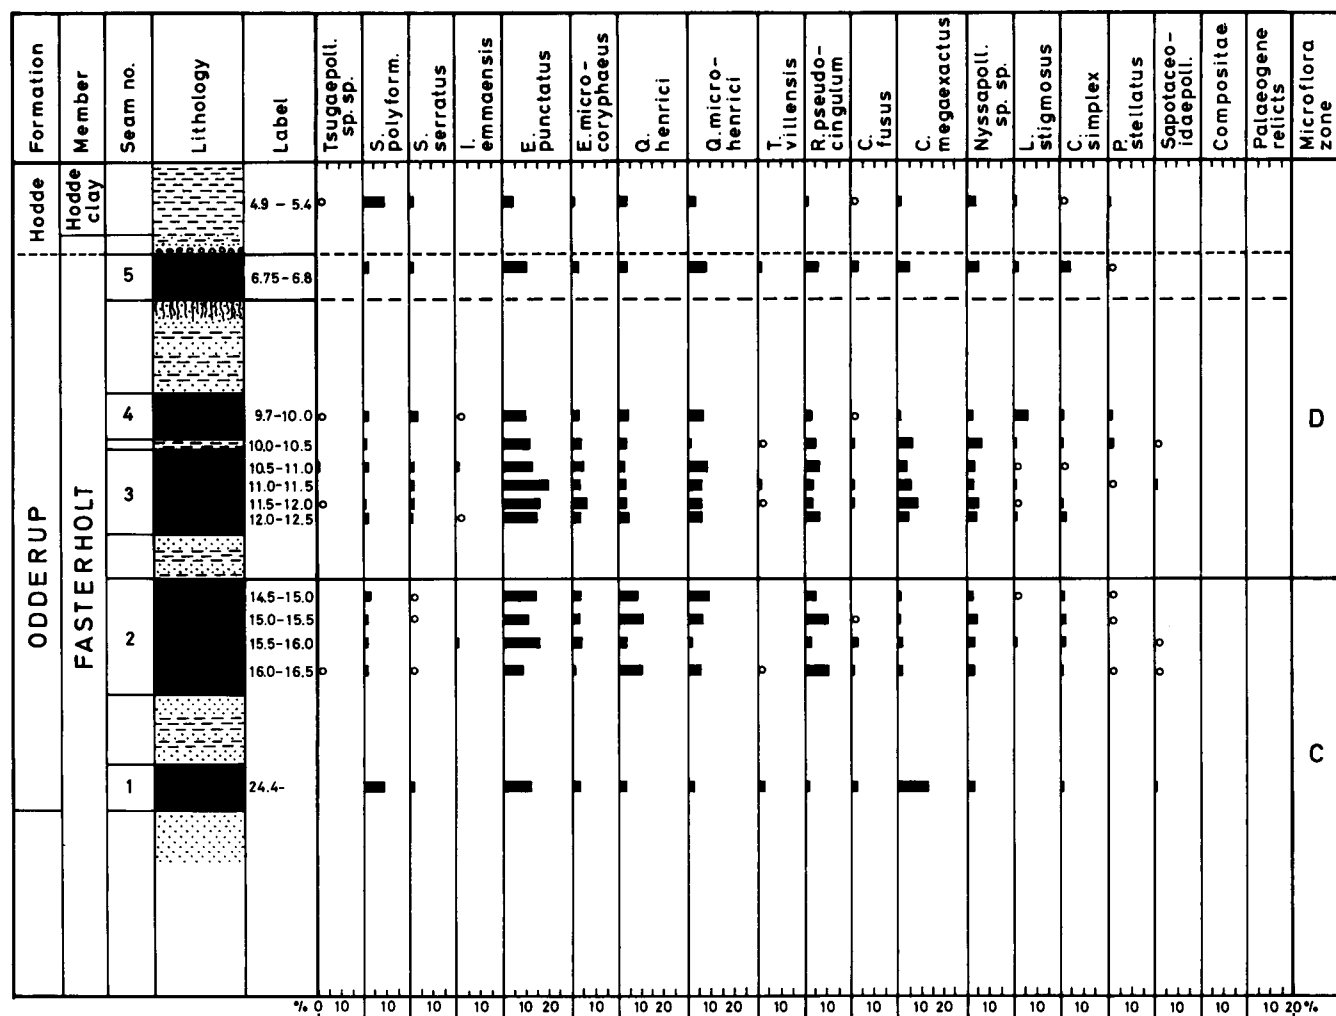 Formation
Member
Seam no.
Lithology
Label
Tsugaepoll.
sp. sp.
S.
polyform.
S.
serratus
I.
emmaensis
E.
punctatus
E. micro-
coryphaeus
Q.
henrici
Q. micro-
henrici
T.
villensis
R. pseudo-
cingulum
C.
fusus
C.
megaexactus
Nyssapoll.
sp. sp.
L.
stigmosus
C.
simplex
P.
stellatus
Sapotaceo-
idaepoll.
Compositae
Palaeogene
relicts
Microflora
zone
Hodde
Hodde
clay
4.9 – 5.4
5
6.75-6.8
4
9.7-10.0
10.0-10.5
D
3
10.5-11.0
11.0-11.5
11.5-12.0
12.0-12.5
ODDERUP
FASTERHOLT
2
14.5-15.0
15.0-15.5
15.5-16.0
16.0-16.5
C
1
24.4-
% 0 10 10 10 10 10 20 10 10 10 20 10 10 10 10 20 10 10 10 10 10 10 10 20%